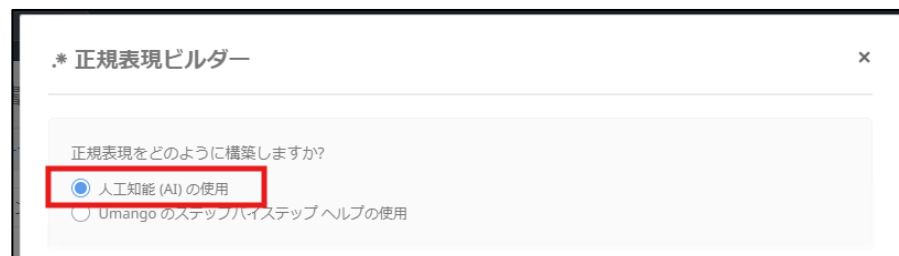 .* 正規表現ビルダー ×
正規表現をどのように構築しますか?
人工知能 (AI) の使用
Umango のステップバイステップ ヘルプの使用